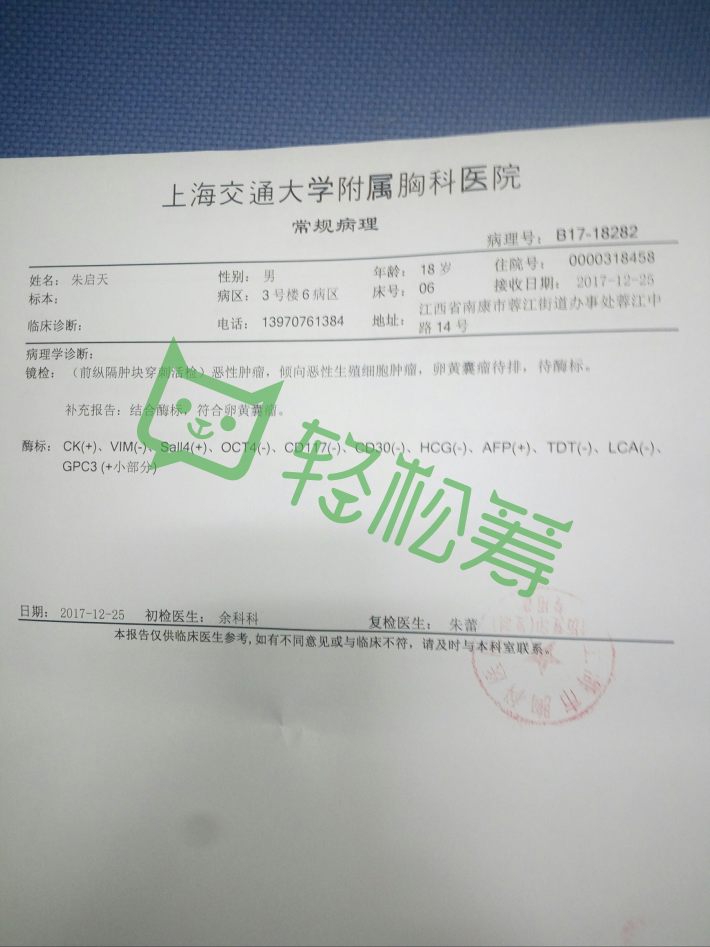 上海交通大学附属胸科医院
常规病理
病理号: B17-18282
姓名: 朱启天 性别: 男 年龄: 18 岁 住院号: 0000318458
标本: 病区: 3 号楼 6 病区 床号: 06 接收日期: 2017-12-25
临床诊断: 电话: 13970761384 地址: 江西省南康市蓉江街道办事处蓉江中
路 14 号
病理学诊断:
镜检: (前纵隔肿块穿刺活检)恶性肿瘤, 倾向恶性生殖细胞肿瘤, 卵黄囊瘤待排, 待酶标。
补充报告: 结合酶标, 符合卵黄囊瘤。
酶标: CK(+)、VIM(-)、Sall4(+)、OCT4(-)、CD117(-)、CD30(-)、HCG(-)、AFP(+)、TDT(-)、LCA(-)、
GPC3 (+小部分)
轻松筹
日期: 2017-12-25 初检医生: 余科科 复检医生: 朱蕾
本报告仅供临床医生参考,如有不同意见或与临床不符, 请及时与本科室联系。